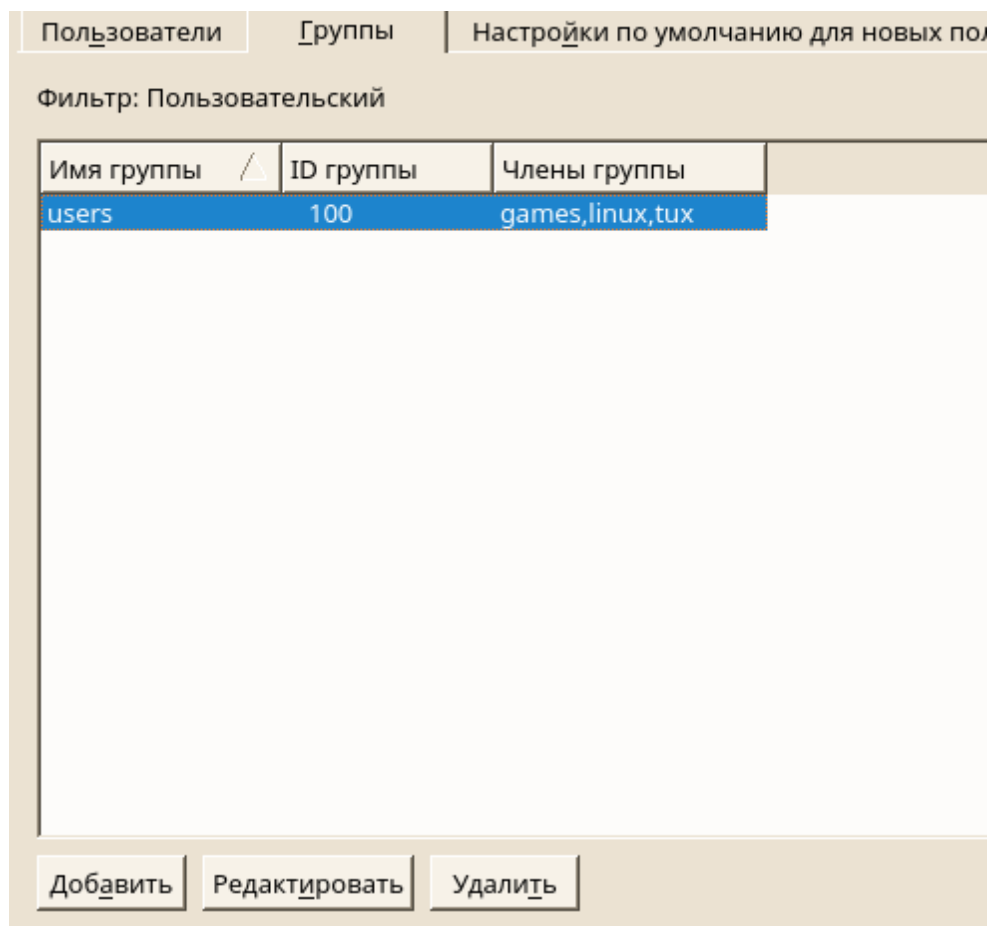 Пользователи Группы Настройки по умолчанию для новых
Фильтр: Пользовательский
Имя группы ID группы Члены группы
users 100 games,linux,tux
Добавить Редактировать Удалить